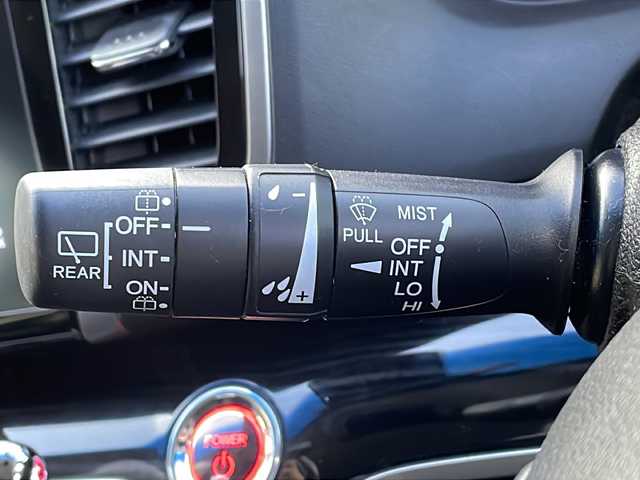 REAR
OFF
INT
ON
−
+
PULL
MIST
OFF
INT
LO
HI
POWER